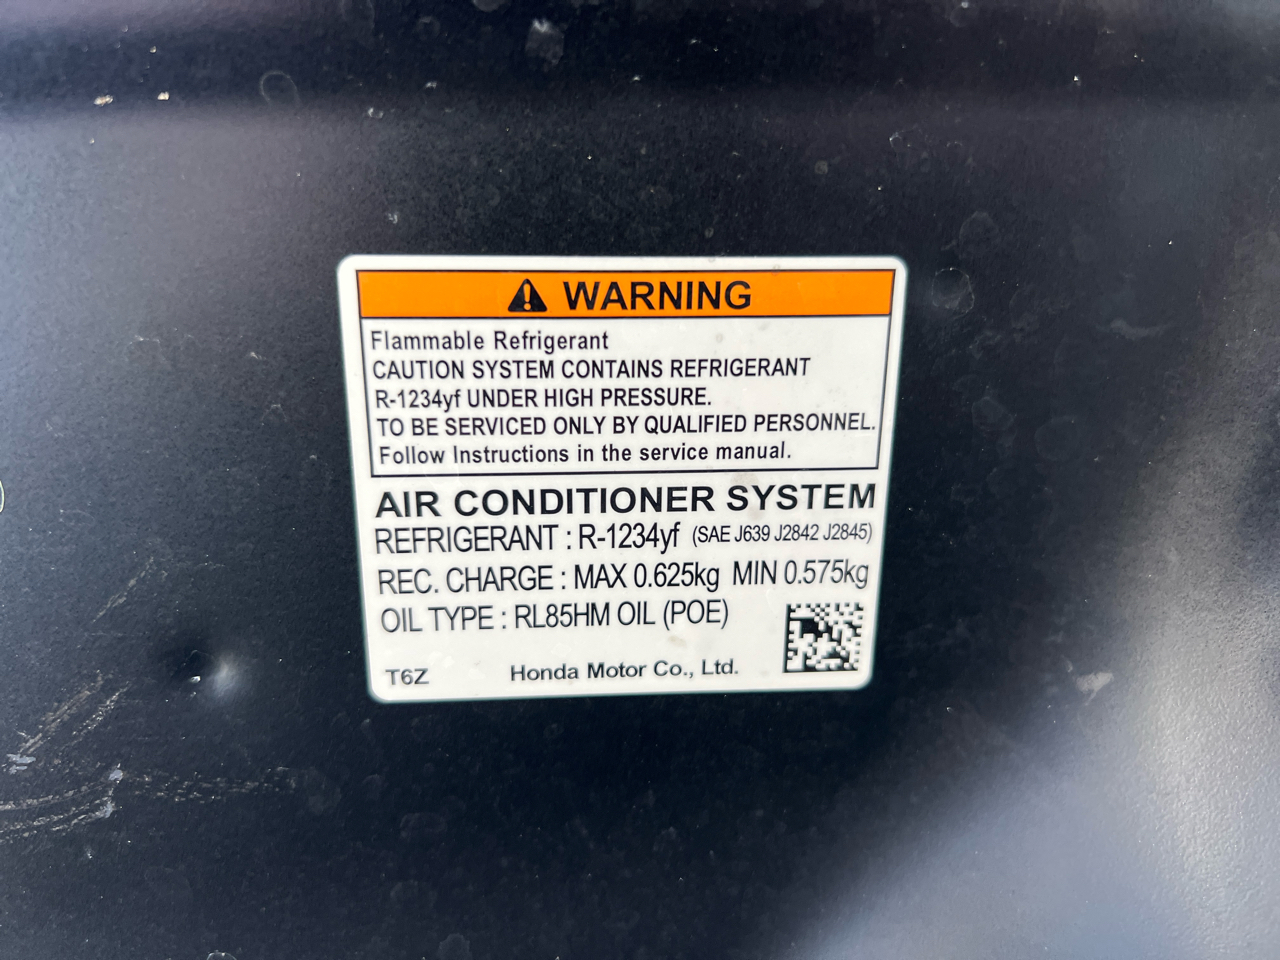 WARNING
Flammable Refrigerant
CAUTION SYSTEM CONTAINS REFRIGERANT
R-1234yf UNDER HIGH PRESSURE.
TO BE SERVICED ONLY BY QUALIFIED PERSONNEL.
Follow Instructions in the service manual.
AIR CONDITIONER SYSTEM
REFRIGERANT : R-1234yf (SAE J639 J2842 J2845)
REC. CHARGE : MAX 0.625kg MIN 0.575kg
OIL TYPE : RL85HM OIL (POE)
T6Z Honda Motor Co., Ltd.